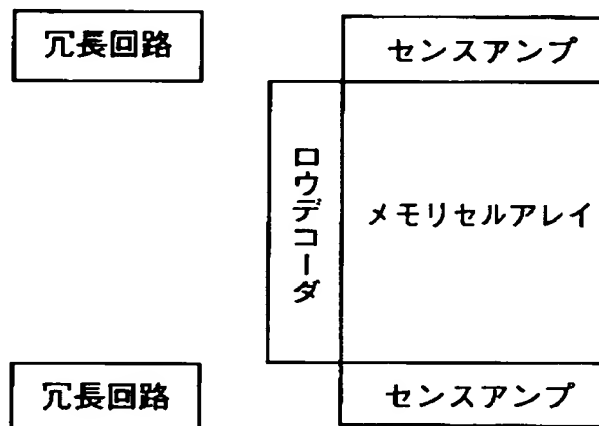 冗長回路
センスアンプ
ロウデコーダ
メモリセルアレイ
冗長回路
センスアンプ